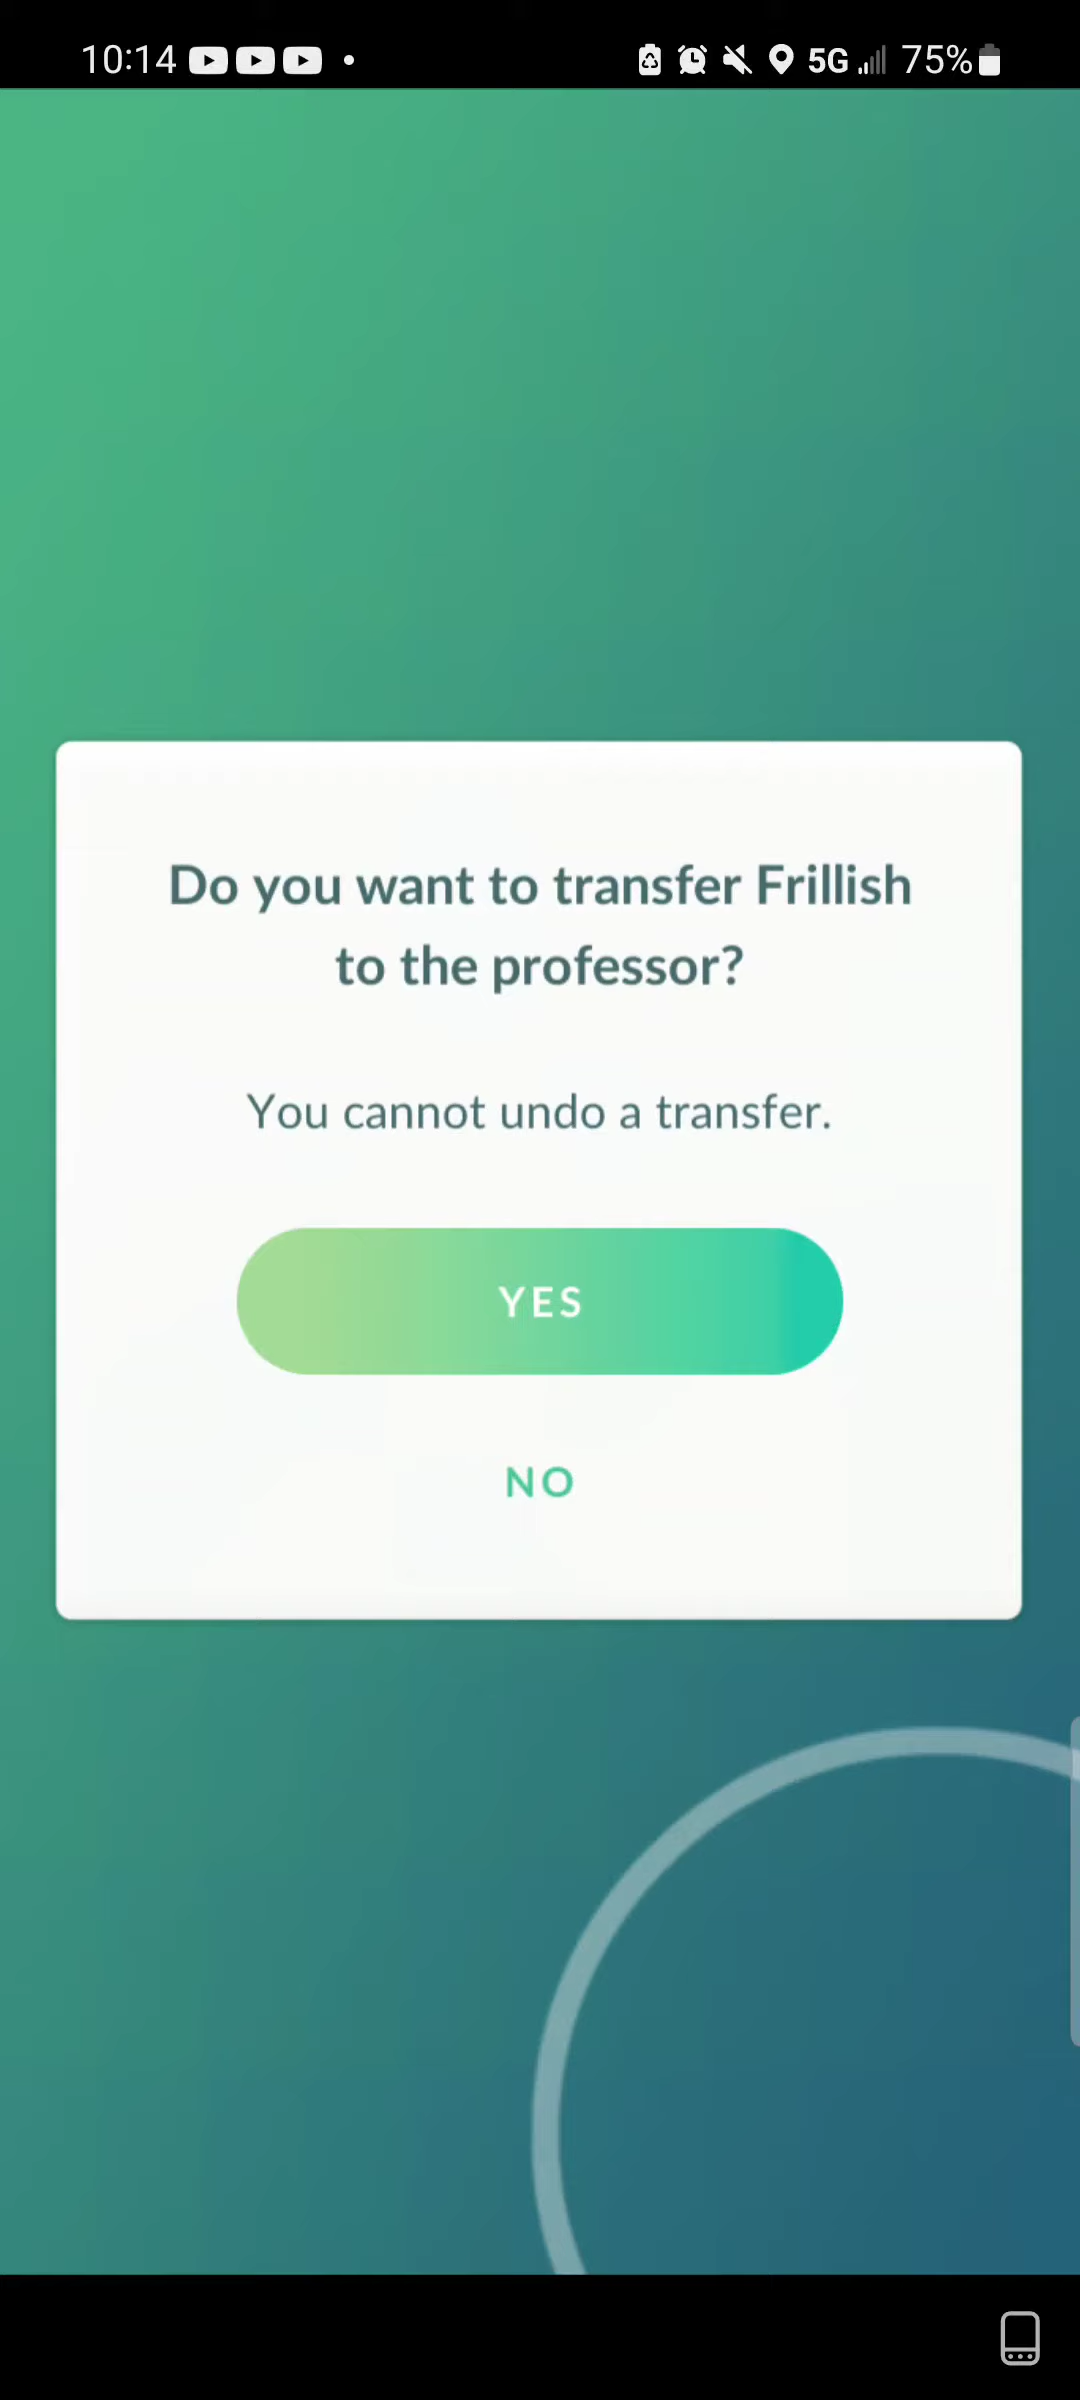 10:14 5G 75%
Do you want to transfer Frillish
to the professor?
You cannot undo a transfer.
YES
NO